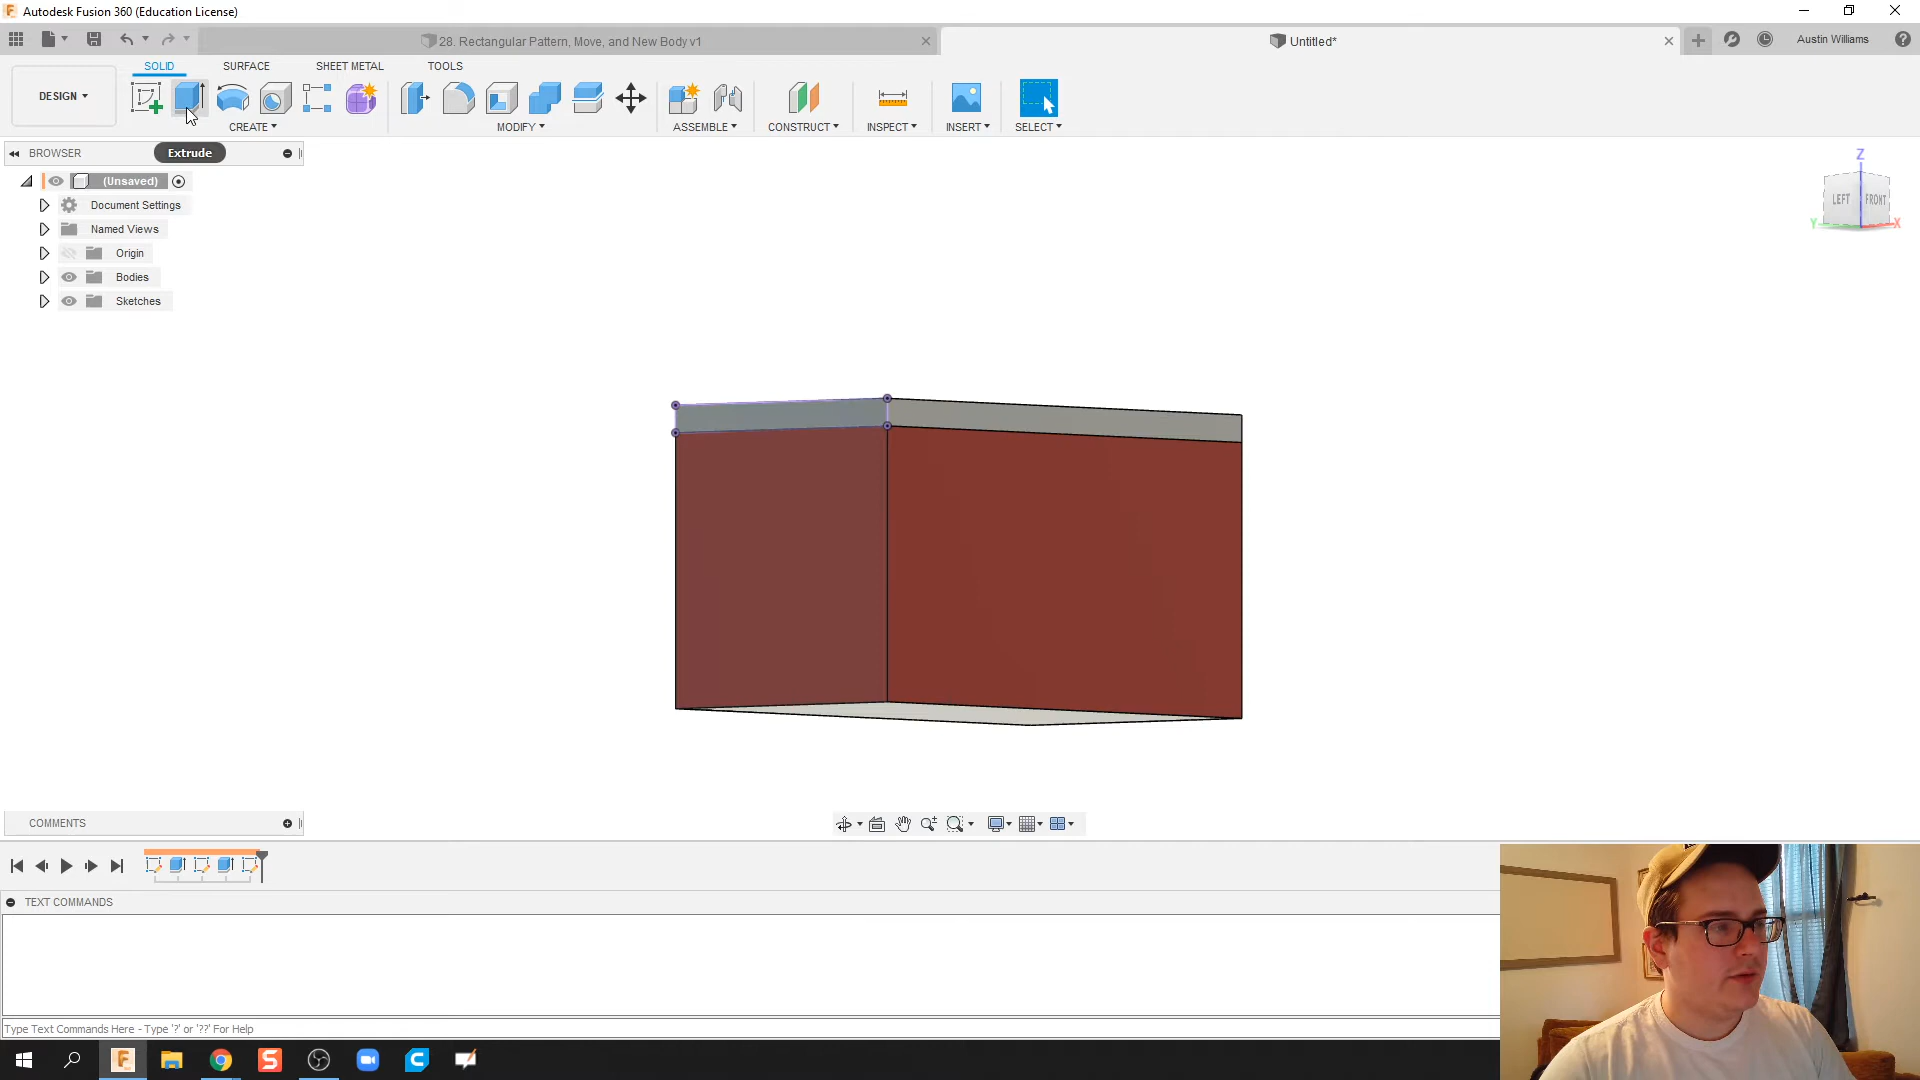 Autodesk Fusion 360 (Education License)
28. Rectangular Pattern, Move, and New Body v1
Untitled*
Austin Williams
SOLID
SURFACE
SHEET METAL
TOOLS
DESIGN
CREATE
MODIFY
ASSEMBLE
CONSTRUCT
INSPECT
INSERT
SELECT
BROWSER
Extrude
(Unsaved)
Document Settings
Named Views
Origin
Bodies
Sketches
Z
LEFT
FRONT
Y
X
COMMENTS
TEXT COMMANDS
Type Text Commands Here - Type '?' or '??' For Help